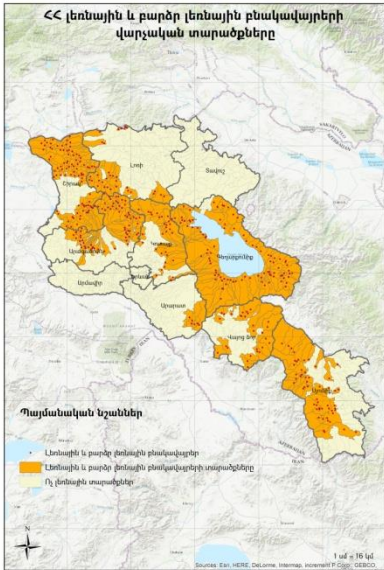 ՀՀ լեռնային և բարձր լեռնային բնակավայրերի
վարչական տարածքները
Լոռի
Տավուշ
Շիրակ
Արագածոտն
Կոտայք
Գեղարքունիք
Արմավիր
Արարատ
Վայոց ձոր
Սյունիք
AZERBAIJAN
Պայմանական նշաններ
Լեռնային և բարձր լեռնային բնակավայրեր
Լեռնային և բարձր լեռնային բնակավայրերի տարածքները
Ոչ լեռնային տարածքներ
N
1 սմ = 16 կմ
Sources: Esri, HERE, DeLorme, Intermap, increment P Corp., GEBCO,